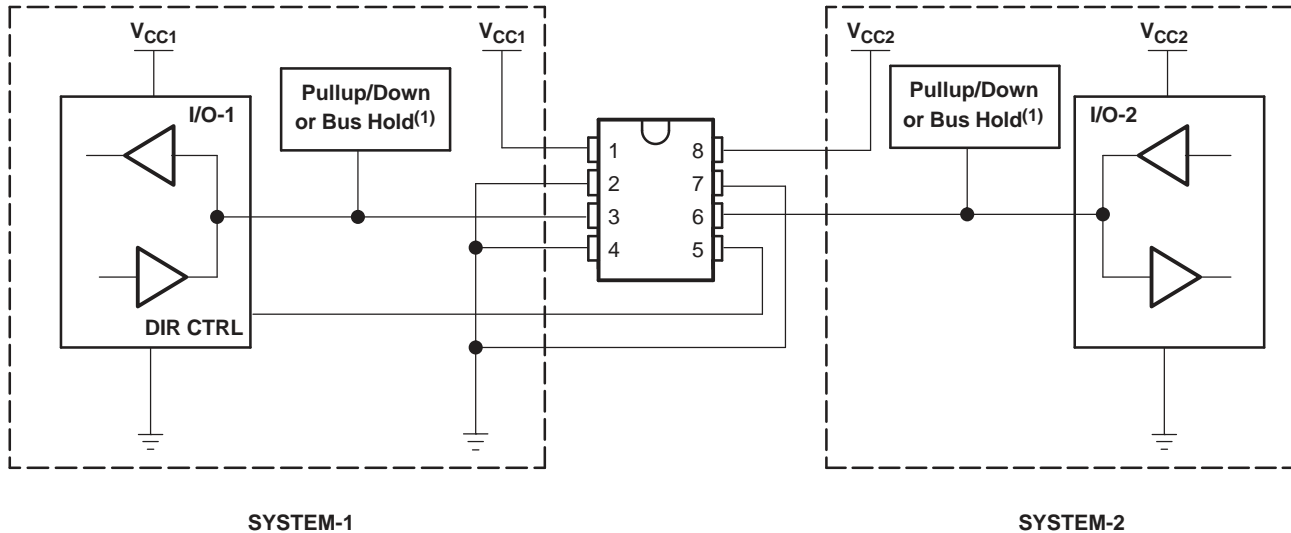 VCC1
VCC1
VCC2
VCC2
I/O-1
Pullup/Down
or Bus Hold(1)
Pullup/Down
or Bus Hold(1)
I/O-2
1
8
2
7
3
6
4
5
DIR CTRL
SYSTEM-1
SYSTEM-2